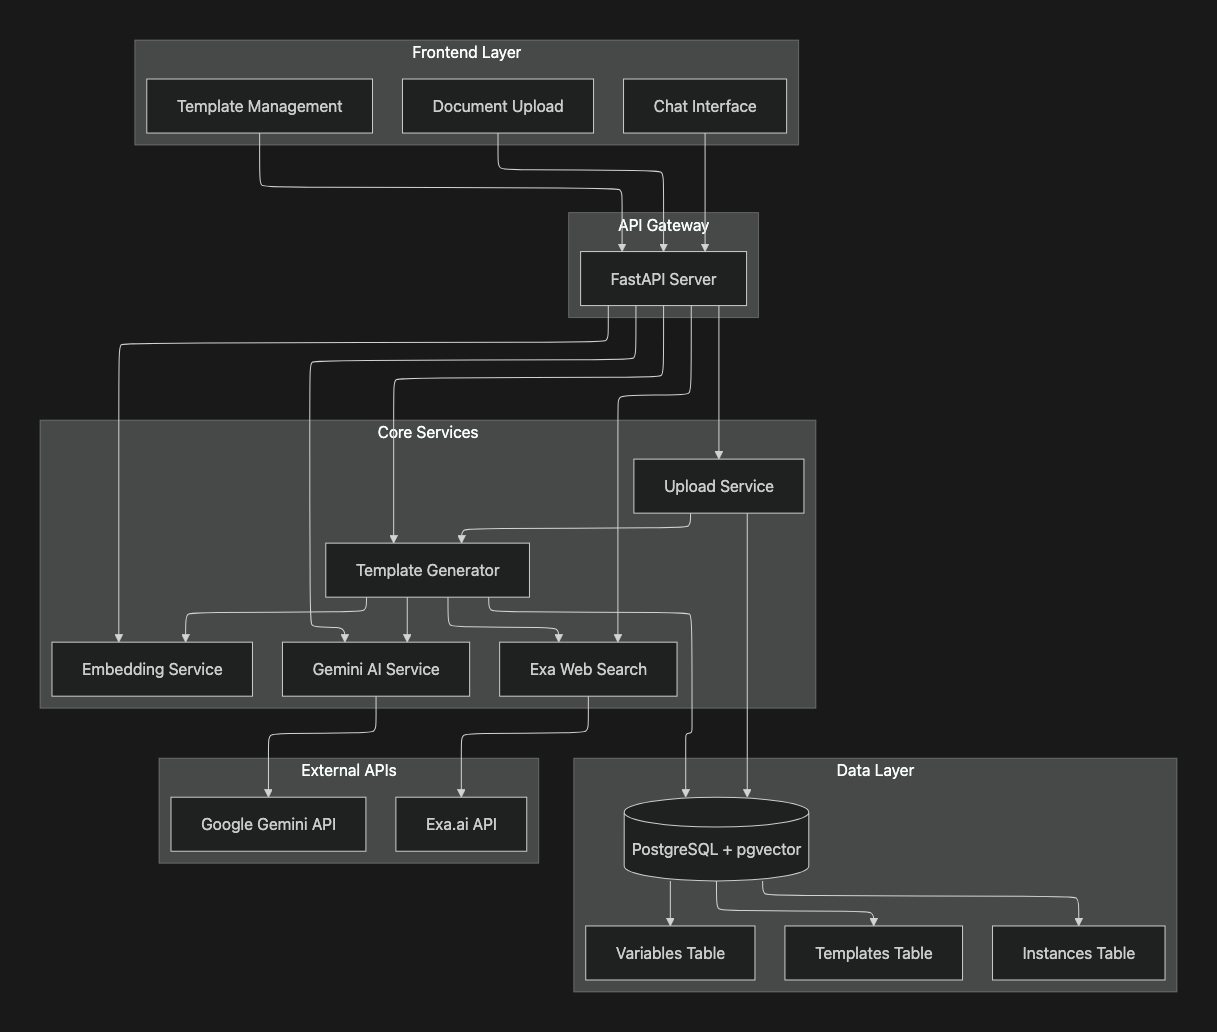 Frontend Layer
Template Management
Document Upload
Chat Interface
API Gateway
FastAPI Server
Core Services
Upload Service
Template Generator
Embedding Service
Gemini AI Service
Exa Web Search
External APIs
Data Layer
Google Gemini API
Exa.ai API
PostgreSQL + pgvector
Variables Table
Templates Table
Instances Table